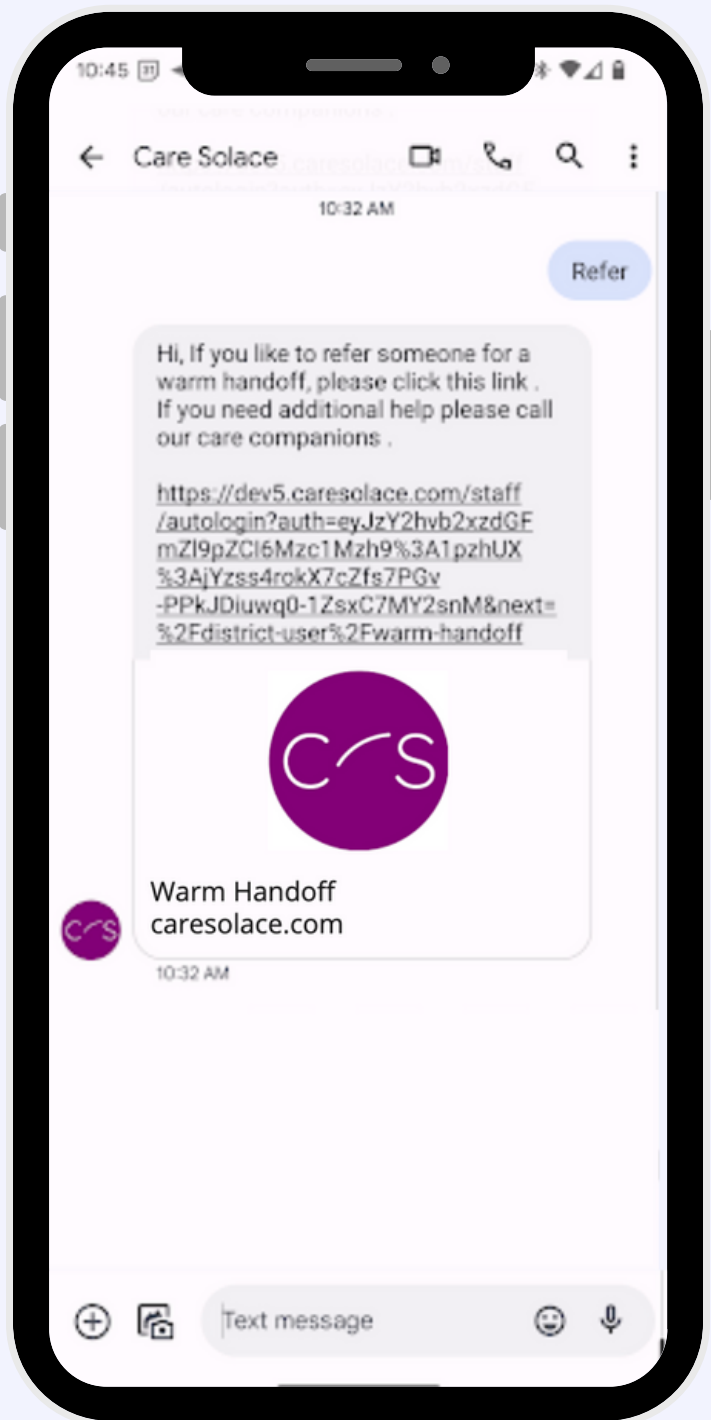 10:45 31
Care Solace
10:32 AM
Refer
Hi, If you like to refer someone for a
warm handoff, please click this link .
If you need additional help please call
our care companions .
https://dev5.caresolace.com/staff
/autologin?auth=eyJzY2hvb2xzdGF
mZl9pZCI6Mzc1Mzh9%3A1pzhUX
%3AjYzss4rokX7cZfs7PGv
-PPkJDiuwq0-1ZsxC7MY2snM&next=
%2Fdistrict-user%2Fwarm-handoff
C S
Warm Handoff
caresolace.com
C S
10:32 AM
Text message